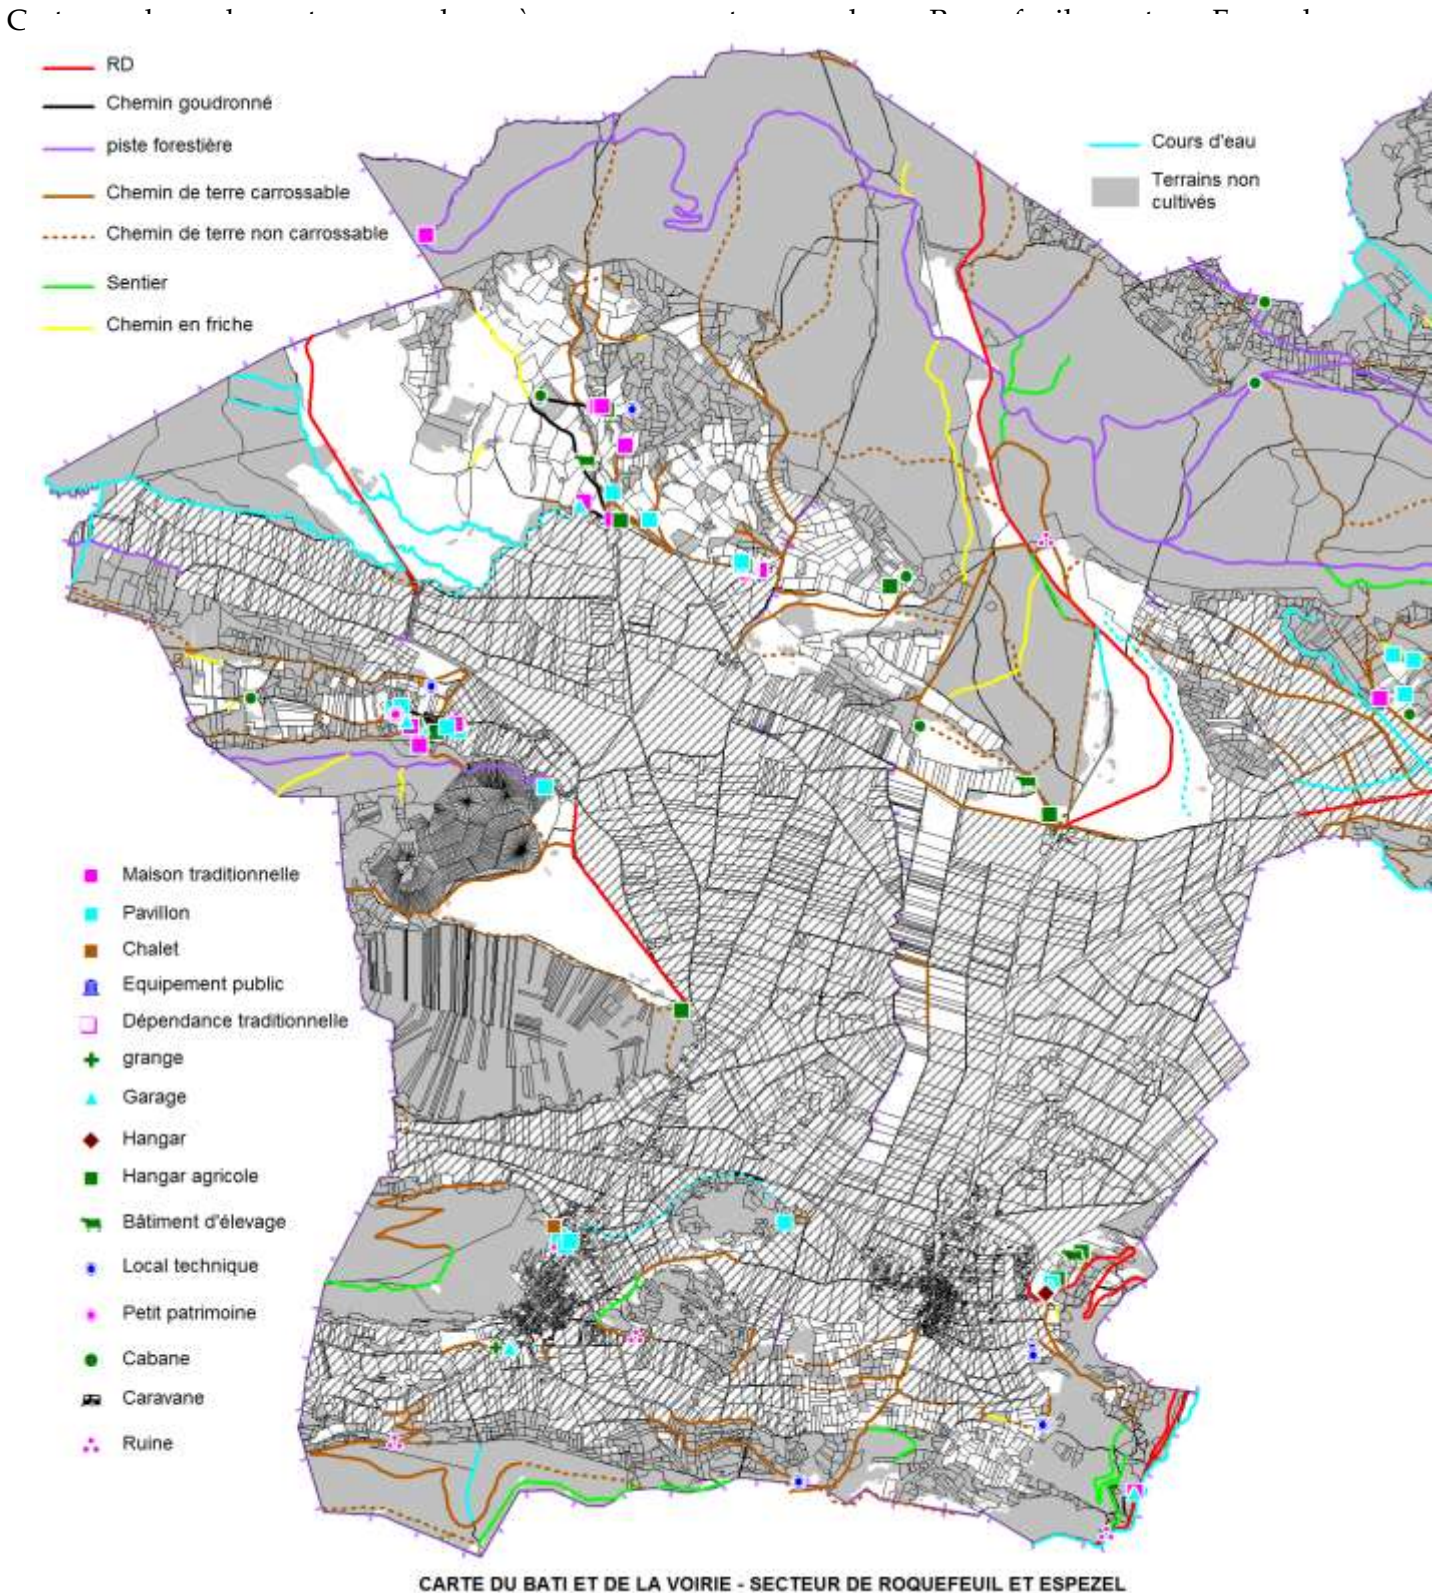 RD
Chemin goudronné
piste forestière
Chemin de terre carrossable
Chemin de terre non carrossable
Sentier
Chemin en friche
Cours d'eau
Terrains non
cultivés
Maison traditionnelle
Pavillon
Chalet
Equipement public
Dépendance traditionnelle
grange
Garage
Hangar
Hangar agricole
Bâtiment d'élevage
Local technique
Petit patrimoine
Cabane
Caravane
Ruine
CARTE DU BATI ET DE LA VOIRIE - SECTEUR DE ROQUEFEUIL ET ESPEZEL